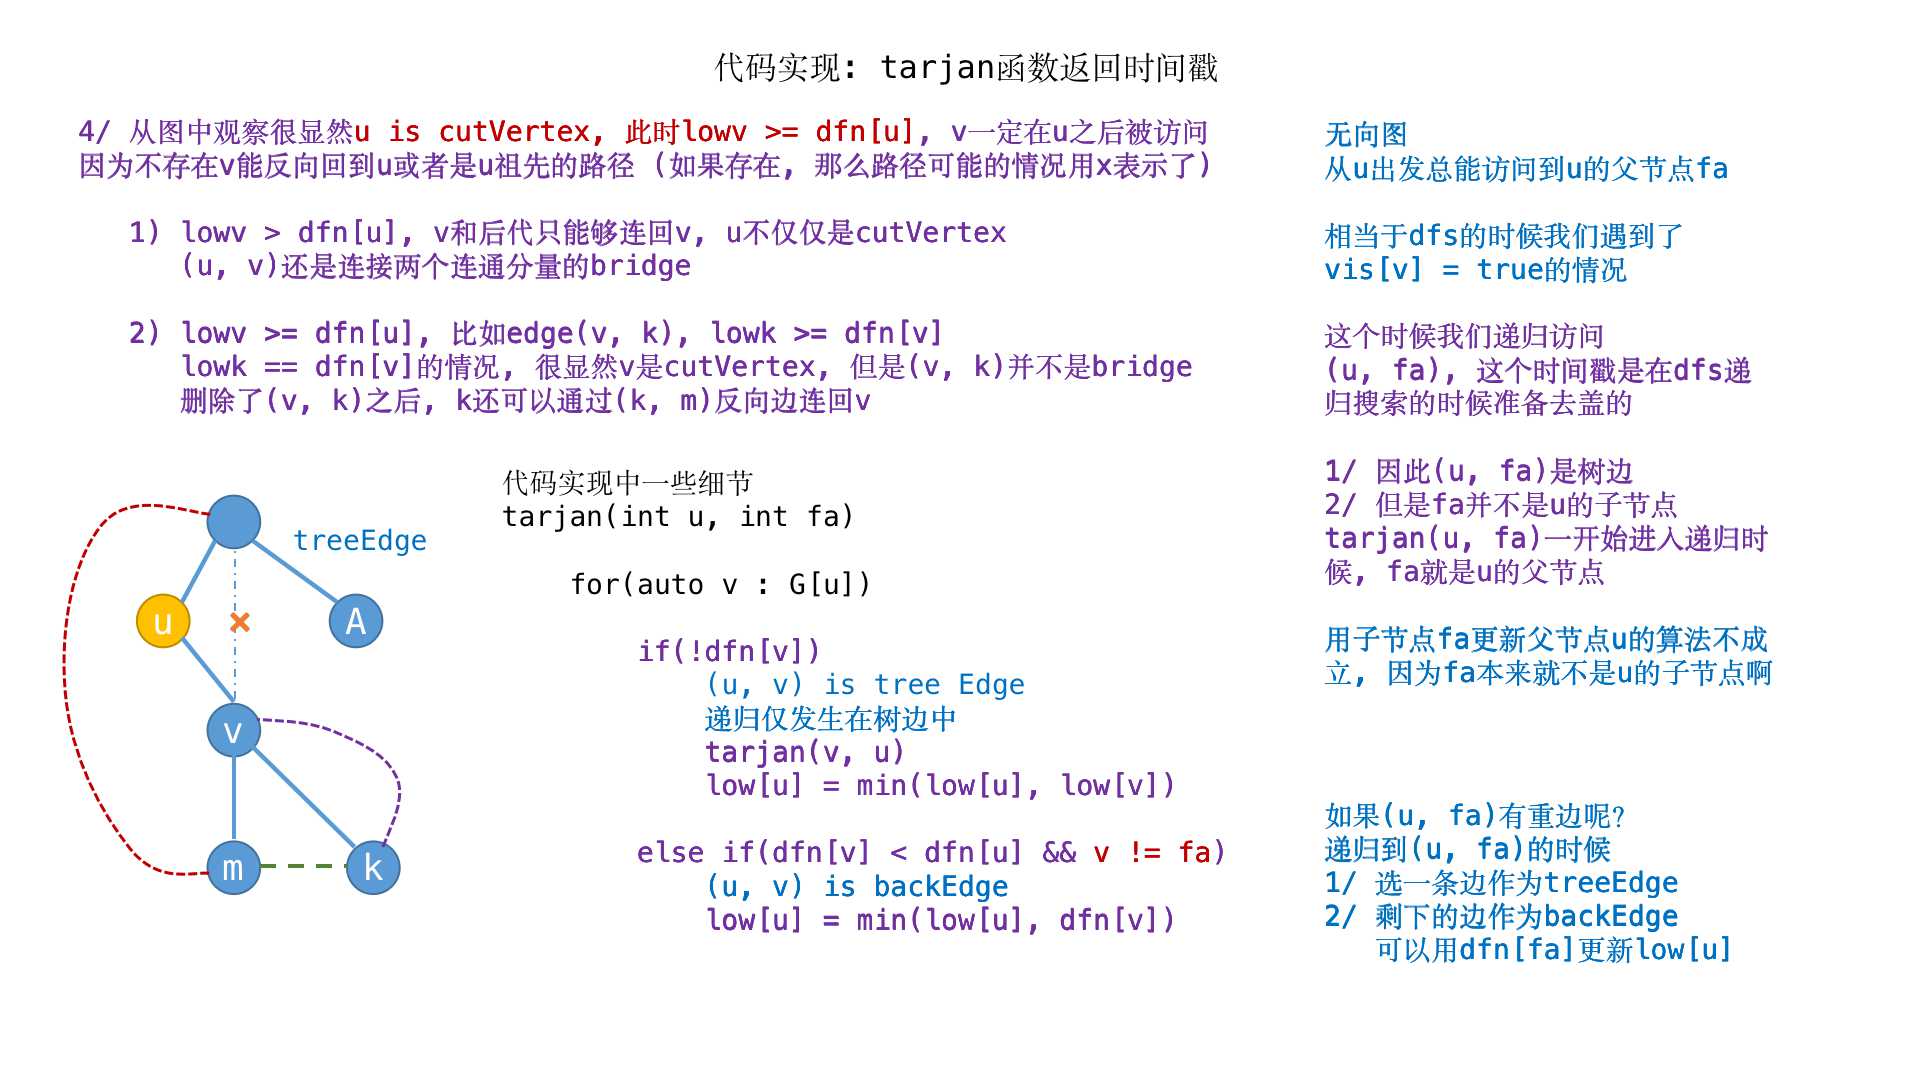 代码实现: tarjan函数返回时间戳
4/ 从图中观察很显然u is cutVertex, 此时lowv >= dfn[u], v一定在u之后被访问
因为不存在v能反向回到u或者是u祖先的路径 (如果存在, 那么路径可能的情况用x表示了)
1) lowv > dfn[u], v和后代只能够连回v, u不仅仅是cutVertex
(u, v)还是连接两个连通分量的bridge
2) lowv >= dfn[u], 比如edge(v, k), lowk >= dfn[v]
lowk == dfn[v]的情况, 很显然v是cutVertex, 但是(v, k)并不是bridge
删除了(v, k)之后, k还可以通过(k, m)反向边连回v
treeEdge
u
A
v
m
k
代码实现中一些细节
tarjan(int u, int fa)
for(auto v : G[u])
if(!dfn[v])
(u, v) is tree Edge
递归仅发生在树边中
tarjan(v, u)
low[u] = min(low[u], low[v])
else if(dfn[v] < dfn[u] && v != fa)
(u, v) is backEdge
low[u] = min(low[u], dfn[v])
无向图
从u出发总能访问到u的父节点fa
相当于dfs的时候我们遇到了
vis[v] = true的情况
这个时候我们递归访问
(u, fa), 这个时间戳是在dfs递
归搜索的时候准备去盖的
1/ 因此(u, fa)是树边
2/ 但是fa并不是u的子节点
tarjan(u, fa)一开始进入递归时
候, fa就是u的父节点
用子节点fa更新父节点u的算法不成
立, 因为fa本来就不是u的子节点啊
如果(u, fa)有重边呢?
递归到(u, fa)的时候
1/ 选一条边作为treeEdge
2/ 剩下的边作为backEdge
可以用dfn[fa]更新low[u]